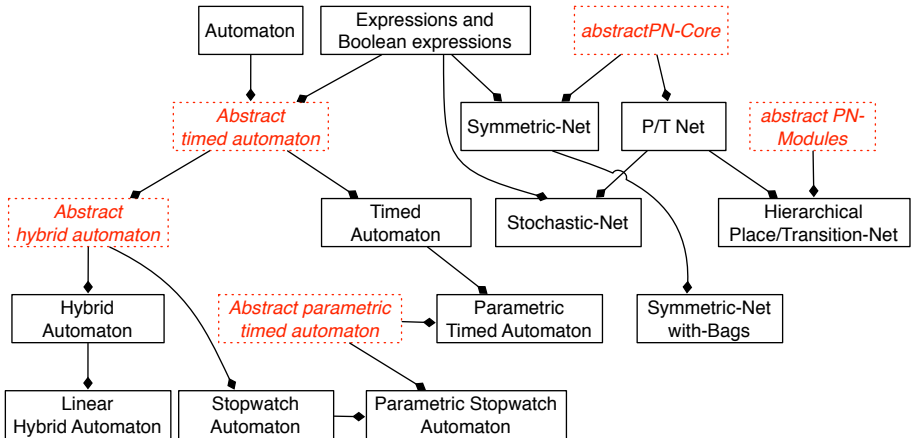 Automaton
Expressions and
Boolean expressions
abstractPN-Core
Abstract
timed automaton
Symmetric-Net
P/T Net
abstract PN-
Modules
Abstract
hybrid automaton
Timed
Automaton
Stochastic-Net
Hierarchical
Place/Transition-Net
Hybrid
Automaton
Abstract parametric
timed automaton
Parametric
Timed Automaton
Symmetric-Net
with-Bags
Linear
Hybrid Automaton
Stopwatch
Automaton
Parametric Stopwatch
Automaton